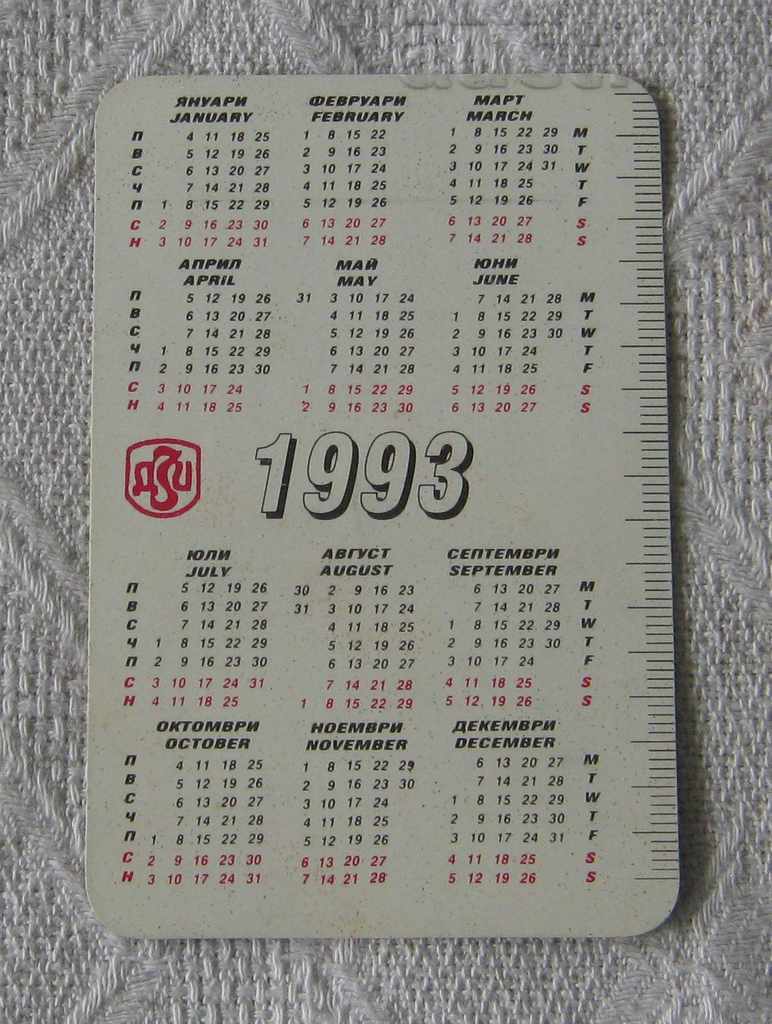 ЯНУАРИ ФЕВРУАРИ МАРТ
JANUARY FEBRUARY MARCH
П 4 11 18 25 1 8 15 22 1 8 15 22 29 M
В 5 12 19 26 2 9 16 23 2 9 16 23 30 T
С 6 13 20 27 3 10 17 24 3 10 17 24 31 W
Ч 7 14 21 28 4 11 18 25 4 11 18 25 T
П 1 8 15 22 29 5 12 19 26 5 12 19 26 F
С 2 9 16 23 30 6 13 20 27 6 13 20 27 S
Н 3 10 17 24 31 7 14 21 28 7 14 21 28 S
АПРИЛ МАЙ ЮНИ
APRIL MAY JUNE
П 5 12 19 26 31 3 10 17 24 7 14 21 28 M
В 6 13 20 27 4 11 18 25 1 8 15 22 29 T
С 7 14 21 28 5 12 19 26 2 9 16 23 30 W
Ч 1 8 15 22 29 6 13 20 27 3 10 17 24 T
П 2 9 16 23 30 7 14 21 28 4 11 18 25 F
С 3 10 17 24 1 8 15 22 29 5 12 19 26 S
Н 4 11 18 25 2 9 16 23 30 6 13 20 27 S
ДЗИ 1993
ЮЛИ АВГУСТ СЕПТЕМВРИ
JULY AUGUST SEPTEMBER
П 5 12 19 26 30 2 9 16 23 6 13 20 27 M
В 6 13 20 27 31 3 10 17 24 7 14 21 28 T
С 7 14 21 28 4 11 18 25 1 8 15 22 29 W
Ч 1 8 15 22 29 5 12 19 26 2 9 16 23 30 T
П 2 9 16 23 30 6 13 20 27 3 10 17 24 F
С 3 10 17 24 31 7 14 21 28 4 11 18 25 S
Н 4 11 18 25 1 8 15 22 29 5 12 19 26 S
ОКТОМВРИ НОЕМВРИ ДЕКЕМВРИ
OCTOBER NOVEMBER DECEMBER
П 4 11 18 25 1 8 15 22 29 6 13 20 27 M
В 5 12 19 26 2 9 16 23 30 7 14 21 28 T
С 6 13 20 27 3 10 17 24 1 8 15 22 29 W
Ч 7 14 21 28 4 11 18 25 2 9 16 23 30 T
П 1 8 15 22 29 5 12 19 26 3 10 17 24 31 F
С 2 9 16 23 30 6 13 20 27 4 11 18 25 S
Н 3 10 17 24 31 7 14 21 28 5 12 19 26 S